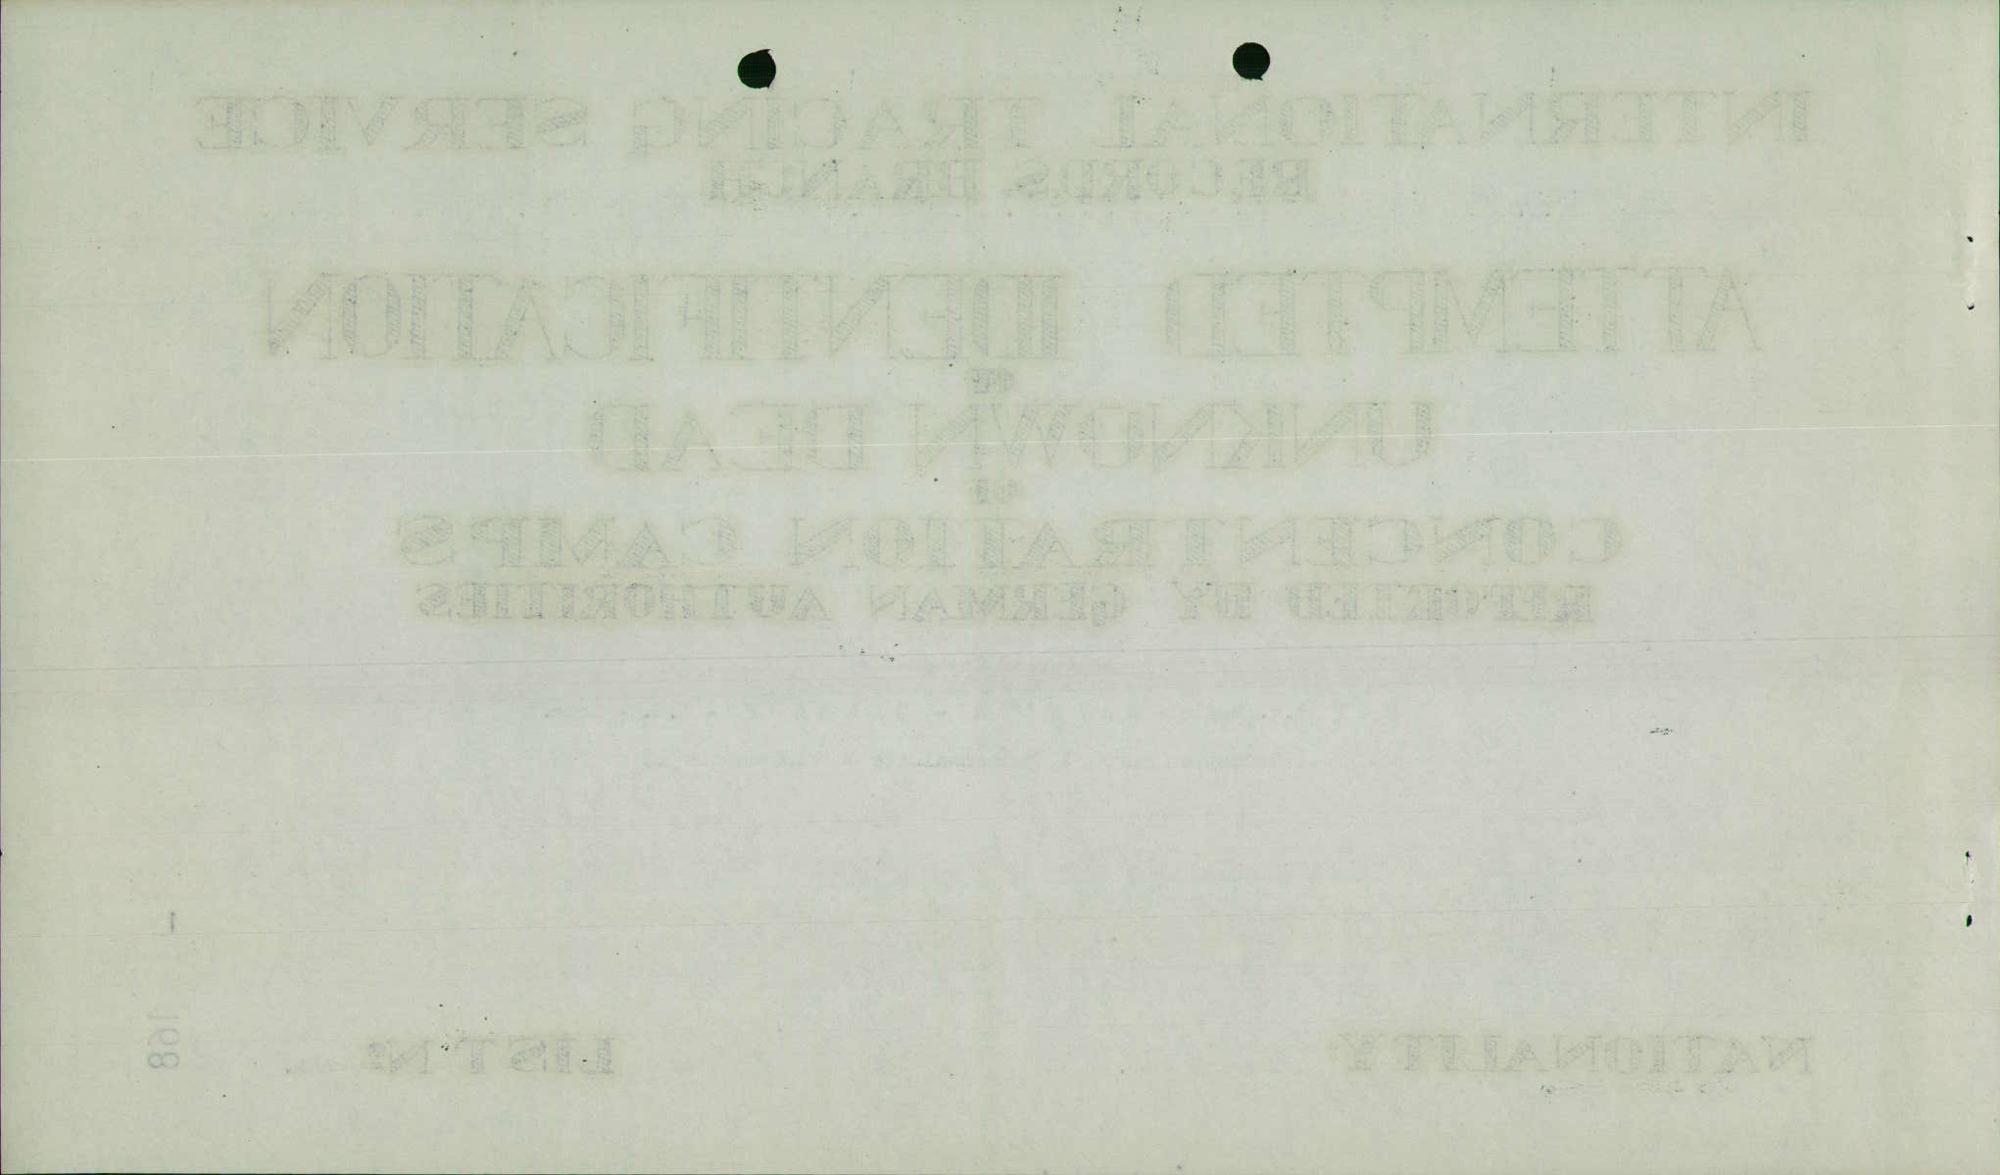 INTERNATIONAL TRACING SERVICE
RECORDS BRANCH
ATTEMPTED IDENTIFICATION
OF
UNKNOWN DEAD
OF
CONCENTRATION CAMPS
REPORTED BY GERMAN AUTHORITIES
NATIONALITY
LIST Nº
168